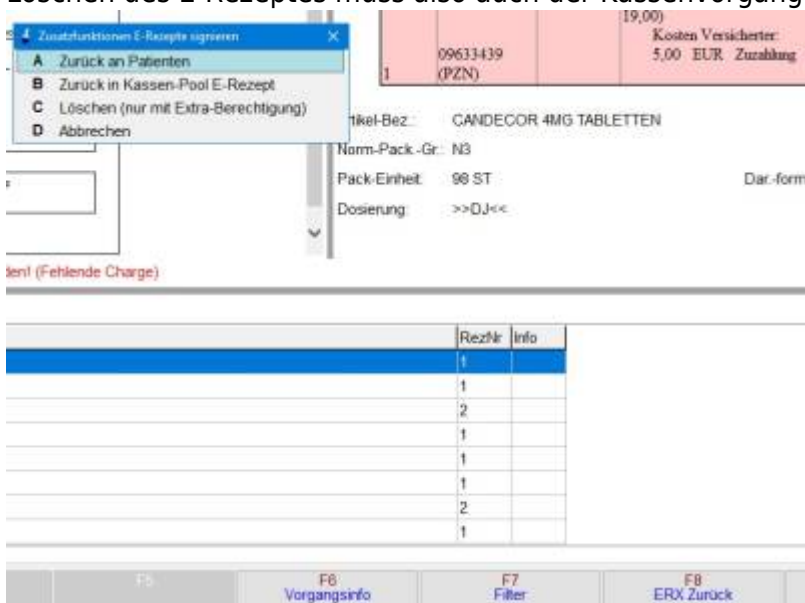 Löschen des E-Rezeptes muss also auch der Kassenvorgang
Zusatzfunktionen E-Rezepte signieren
A Zurück an Patienten
B Zurück in Kassen-Pool E-Rezept
C Löschen (nur mit Extra-Berechtigung)
D Abbrechen
19,00)
Kosten Versicherter:
09633439 5,00 EUR Zuzahlung
1 (PZN)
tikel-Bez.: CANDECOR 4MG TABLETTEN
Norm-Pack.-Gr.: N3
Pack-Einheit: 98 ST Dar.-form
Dosierung: >>DJ<<
den! (Fehlende Charge)
RezNr Info
1
1
2
1
1
1
2
1
F5 F6 F7 F8
Vorgangsinfo Filter ERX Zurück